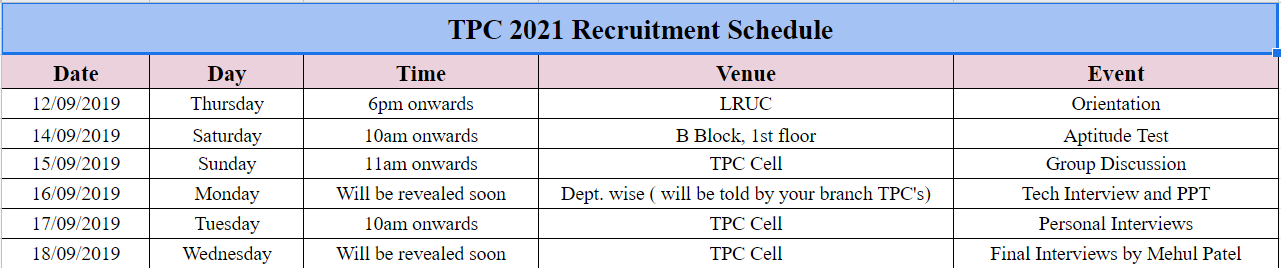 TPC 2021 Recruitment Schedule
Date Day Time Venue Event
12/09/2019 Thursday 6pm onwards LRUC Orientation
14/09/2019 Saturday 10am onwards B Block, 1st floor Aptitude Test
15/09/2019 Sunday 11am onwards TPC Cell Group Discussion
16/09/2019 Monday Will be revealed soon Dept. wise ( will be told by your branch TPC's) Tech Interview and PPT
17/09/2019 Tuesday 10am onwards TPC Cell Personal Interviews
18/09/2019 Wednesday Will be revealed soon TPC Cell Final Interviews by Mehul Patel